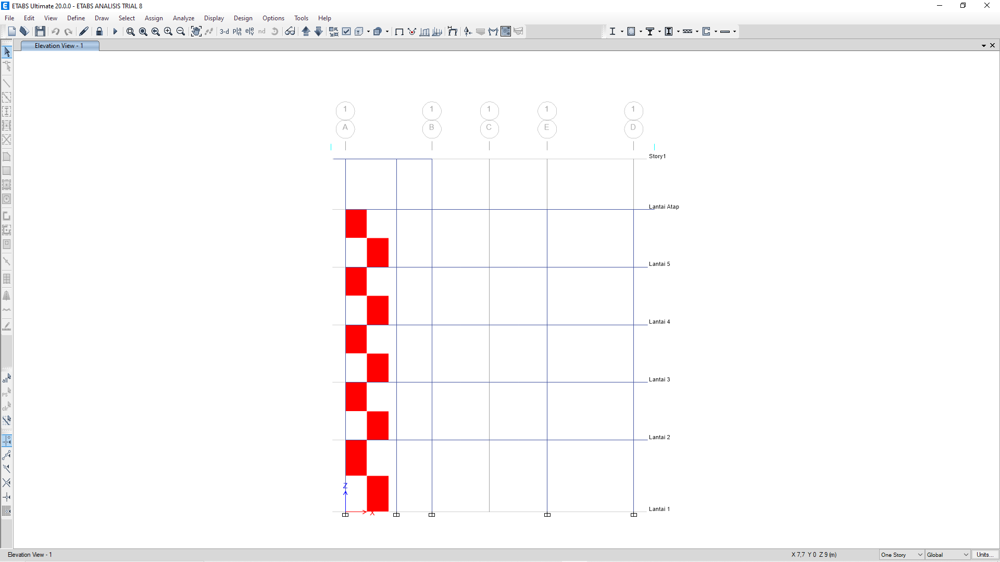 ETABS Ultimate 20.0.0 - ETABS ANALISIS TRIAL 8
File Edit View Define Draw Select Assign Analyze Display Design Options Tools Help
3-d pla ele nd
Elevation View - 1
1 1 1 1 1
A B C E D
Story1
Lantai Atap
Lantai 5
Lantai 4
Lantai 3
all
PS
clr
Lantai 2
Z
Lantai 1
X
Elevation View - 1 X 7,7 Y 0 Z 9 (m) One Story Global Units...